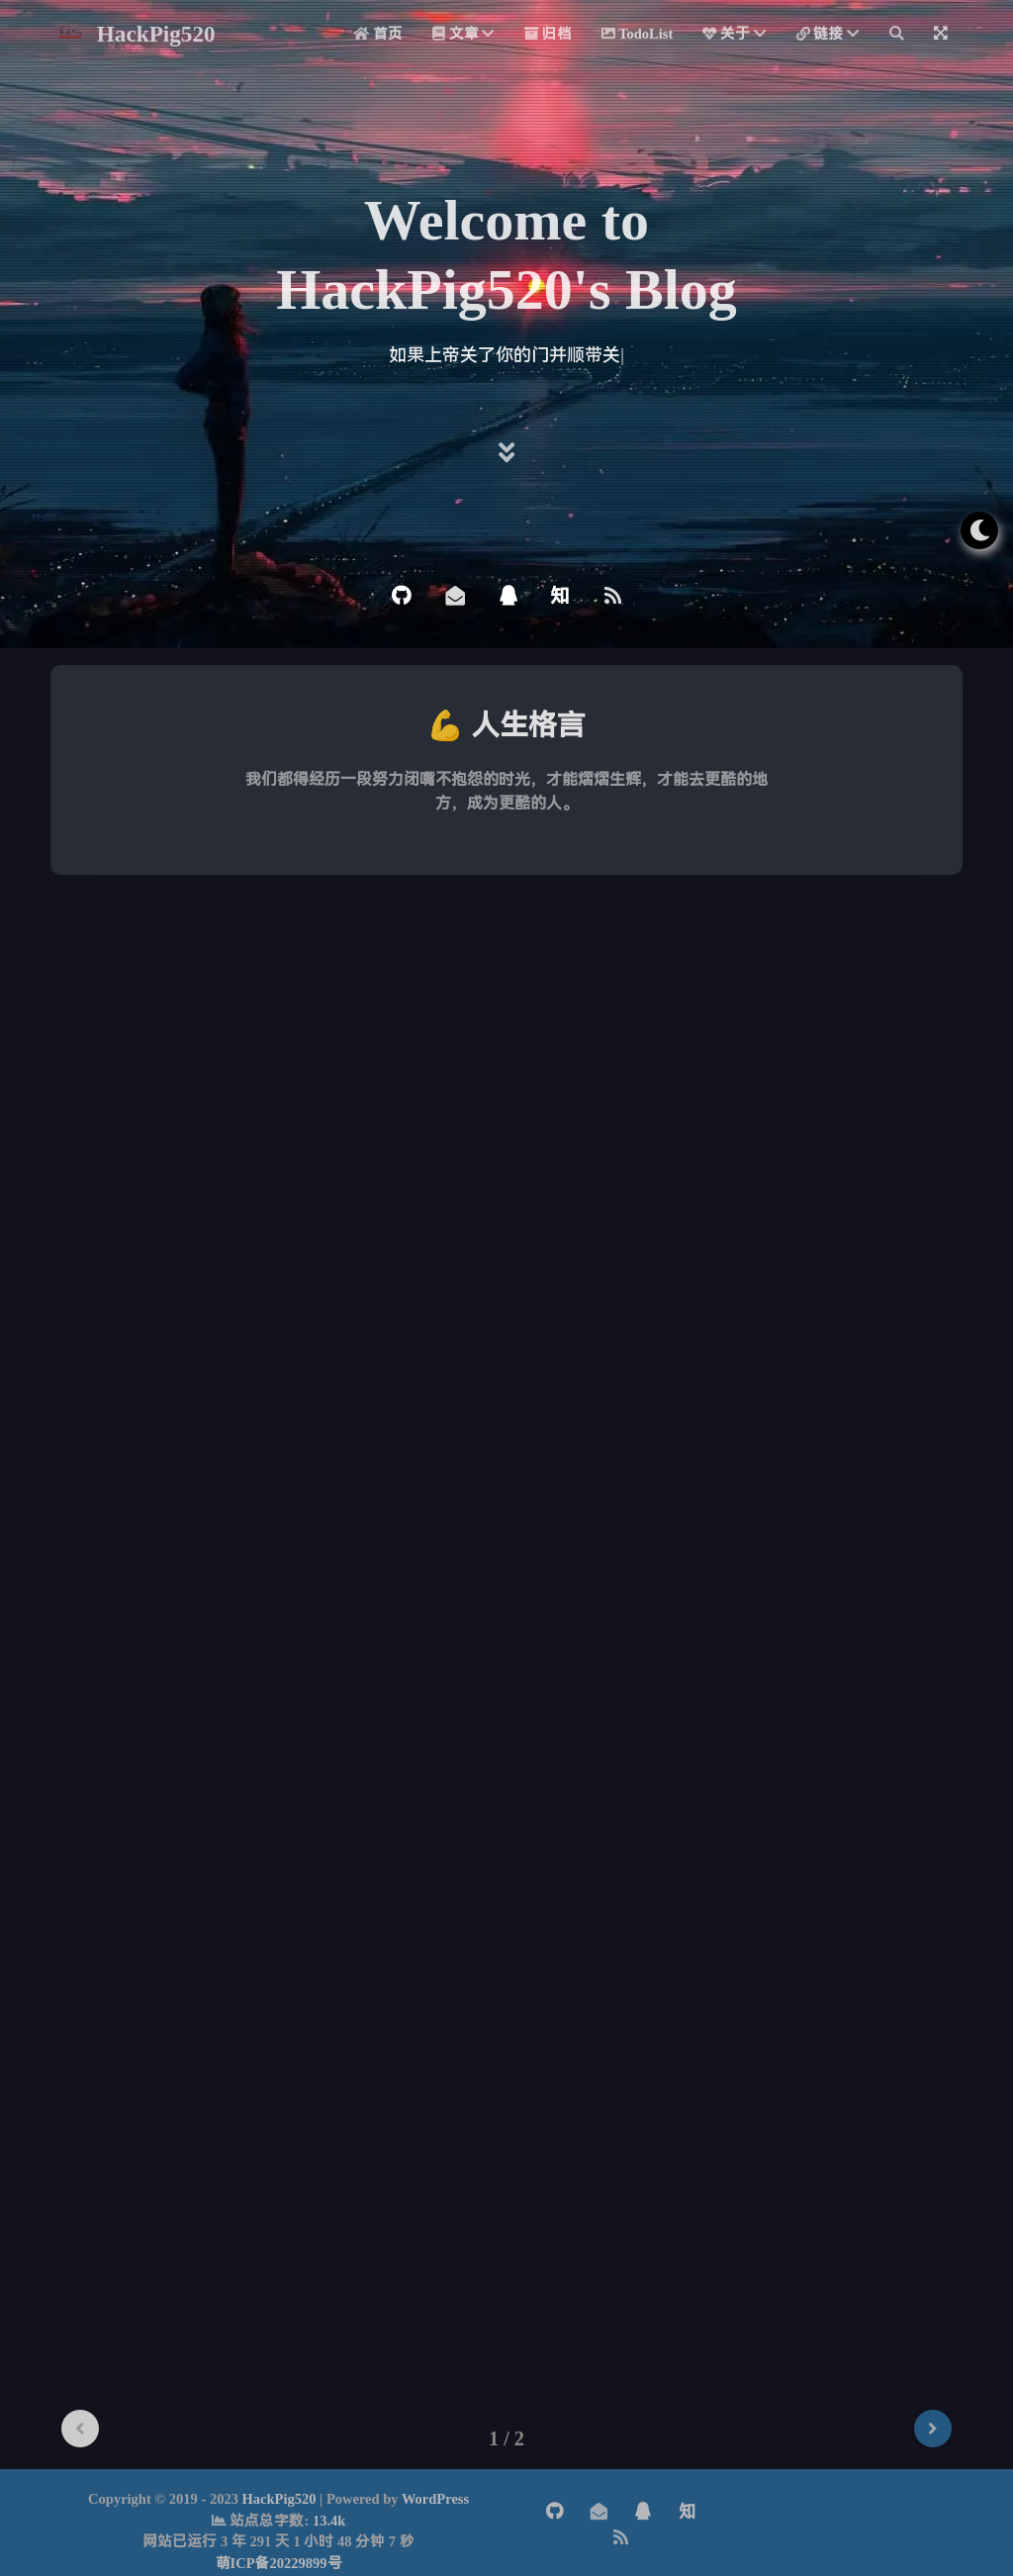 HackPig520
首页 文章 归档 TodoList 关于 链接
Welcome to
HackPig520's Blog
如果上帝关了你的门并顺带关|
知
💪 人生格言
我们都得经历一段努力闭嘴不抱怨的时光，才能熠熠生辉，才能去更酷的地
方，成为更酷的人。
1 / 2
Copyright © 2019 - 2023 HackPig520 | Powered by WordPress
站点总字数: 13.4k
网站已运行 3 年 291 天 1 小时 48 分钟 7 秒
萌ICP备20229899号
知